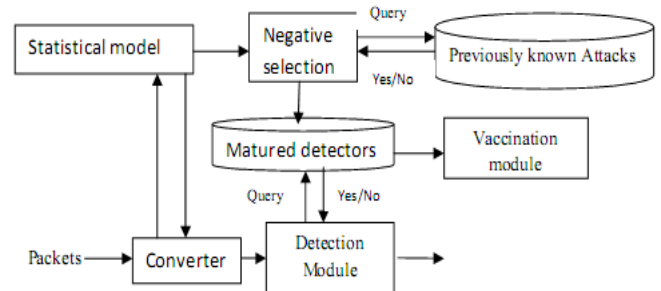 Query
Statistical model
Negative
selection
Previously known Attacks
Yes/No
Matured detectors
Vaccination
module
Query
Yes/No
Packets
Converter
Detection
Module